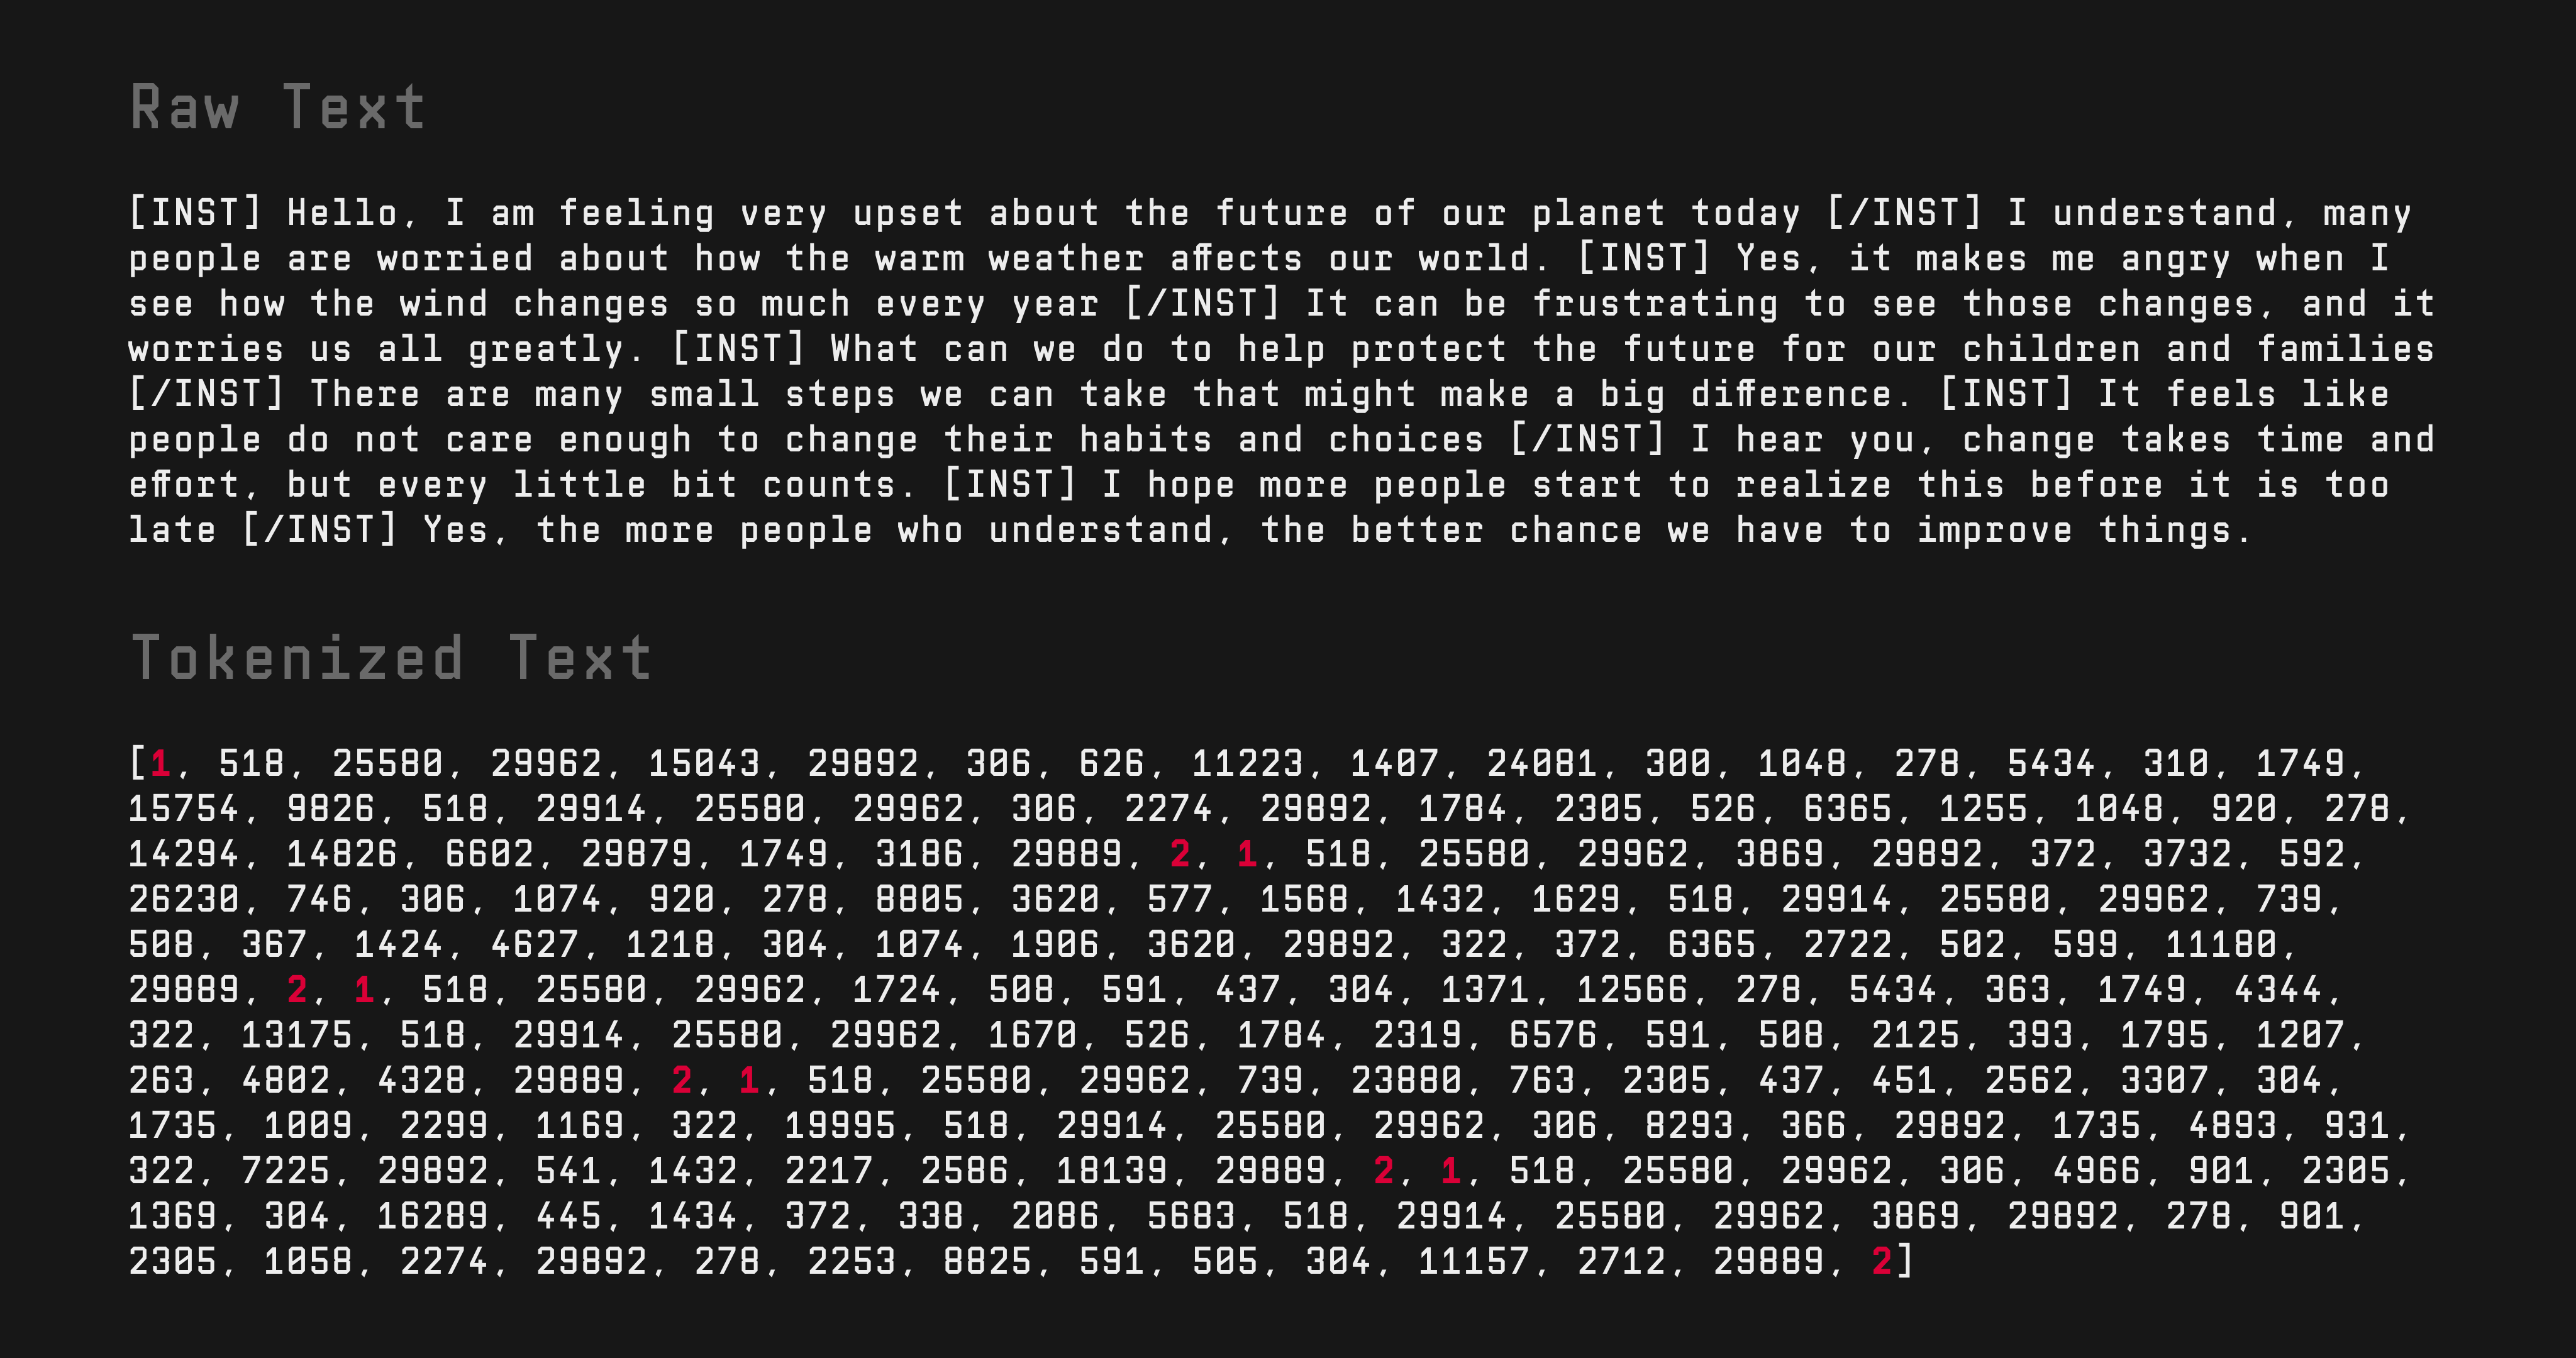 Raw Text
[INST] Hello, I am feeling very upset about the future of our planet today [/INST] I understand, many
people are worried about how the warm weather affects our world. [INST] Yes, it makes me angry when I
see how the wind changes so much every year [/INST] It can be frustrating to see those changes, and it
worries us all greatly. [INST] What can we do to help protect the future for our children and families
[/INST] There are many small steps we can take that might make a big difference. [INST] It feels like
people do not care enough to change their habits and choices [/INST] I hear you, change takes time and
effort, but every little bit counts. [INST] I hope more people start to realize this before it is too
late [/INST] Yes, the more people who understand, the better chance we have to improve things.
Tokenized Text
[1, 518, 25580, 29962, 15043, 29892, 306, 626, 11223, 1407, 24081, 300, 1048, 278, 5434, 310, 1749,
15754, 9826, 518, 29914, 25580, 29962, 306, 2274, 29892, 1784, 2305, 526, 6365, 1255, 1048, 920, 278,
14294, 14826, 6602, 29879, 1749, 3186, 29889, 2, 1, 518, 25580, 29962, 3869, 29892, 372, 3732, 592,
26230, 746, 306, 1074, 920, 278, 8805, 3620, 577, 1568, 1432, 1629, 518, 29914, 25580, 29962, 739,
508, 367, 1424, 4627, 1218, 304, 1074, 1906, 3620, 29892, 322, 372, 6365, 2722, 502, 599, 11180,
29889, 2, 1, 518, 25580, 29962, 1724, 508, 591, 437, 304, 1371, 12566, 278, 5434, 363, 1749, 4344,
322, 13175, 518, 29914, 25580, 29962, 1670, 526, 1784, 2319, 6576, 591, 508, 2125, 393, 1795, 1207,
263, 4802, 4328, 29889, 2, 1, 518, 25580, 29962, 739, 23880, 763, 2305, 437, 451, 2562, 3307, 304,
1735, 1009, 2299, 1169, 322, 19995, 518, 29914, 25580, 29962, 306, 8293, 366, 29892, 1735, 4893, 931,
322, 7225, 29892, 541, 1432, 2217, 2586, 18139, 29889, 2, 1, 518, 25580, 29962, 306, 4966, 901, 2305,
1369, 304, 16289, 445, 1434, 372, 338, 2086, 5683, 518, 29914, 25580, 29962, 3869, 29892, 278, 901,
2305, 1058, 2274, 29892, 278, 2253, 8825, 591, 505, 304, 11157, 2712, 29889, 2]